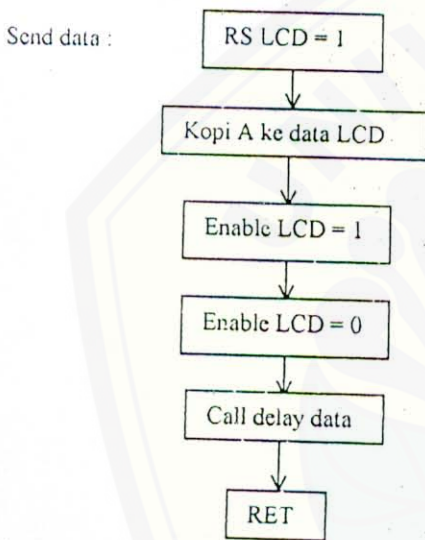 Send data :
RS LCD = 1
Kopi A ke data LCD
Enable LCD = 1
Enable LCD = 0
Call delay data
RET